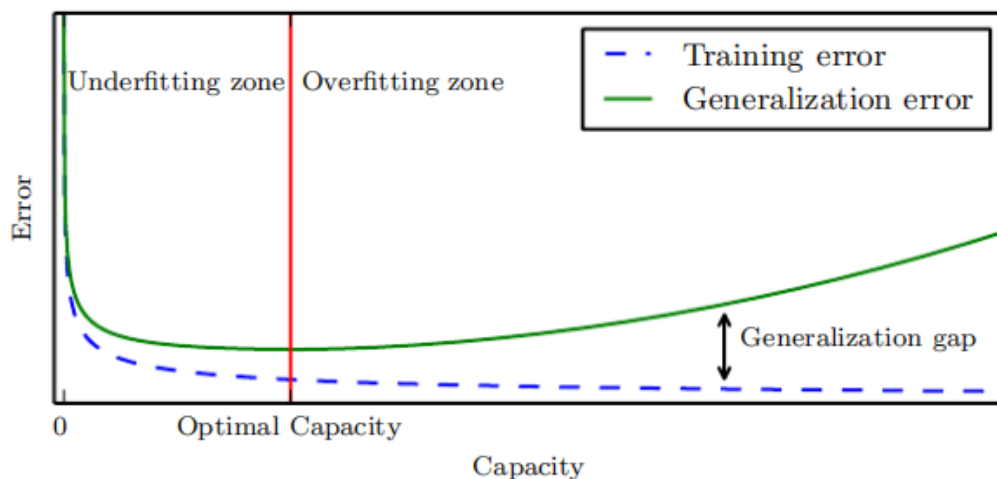 Training error
Generalization error
Underfitting zone
Overfitting zone
Error
Generalization gap
0
Optimal Capacity
Capacity